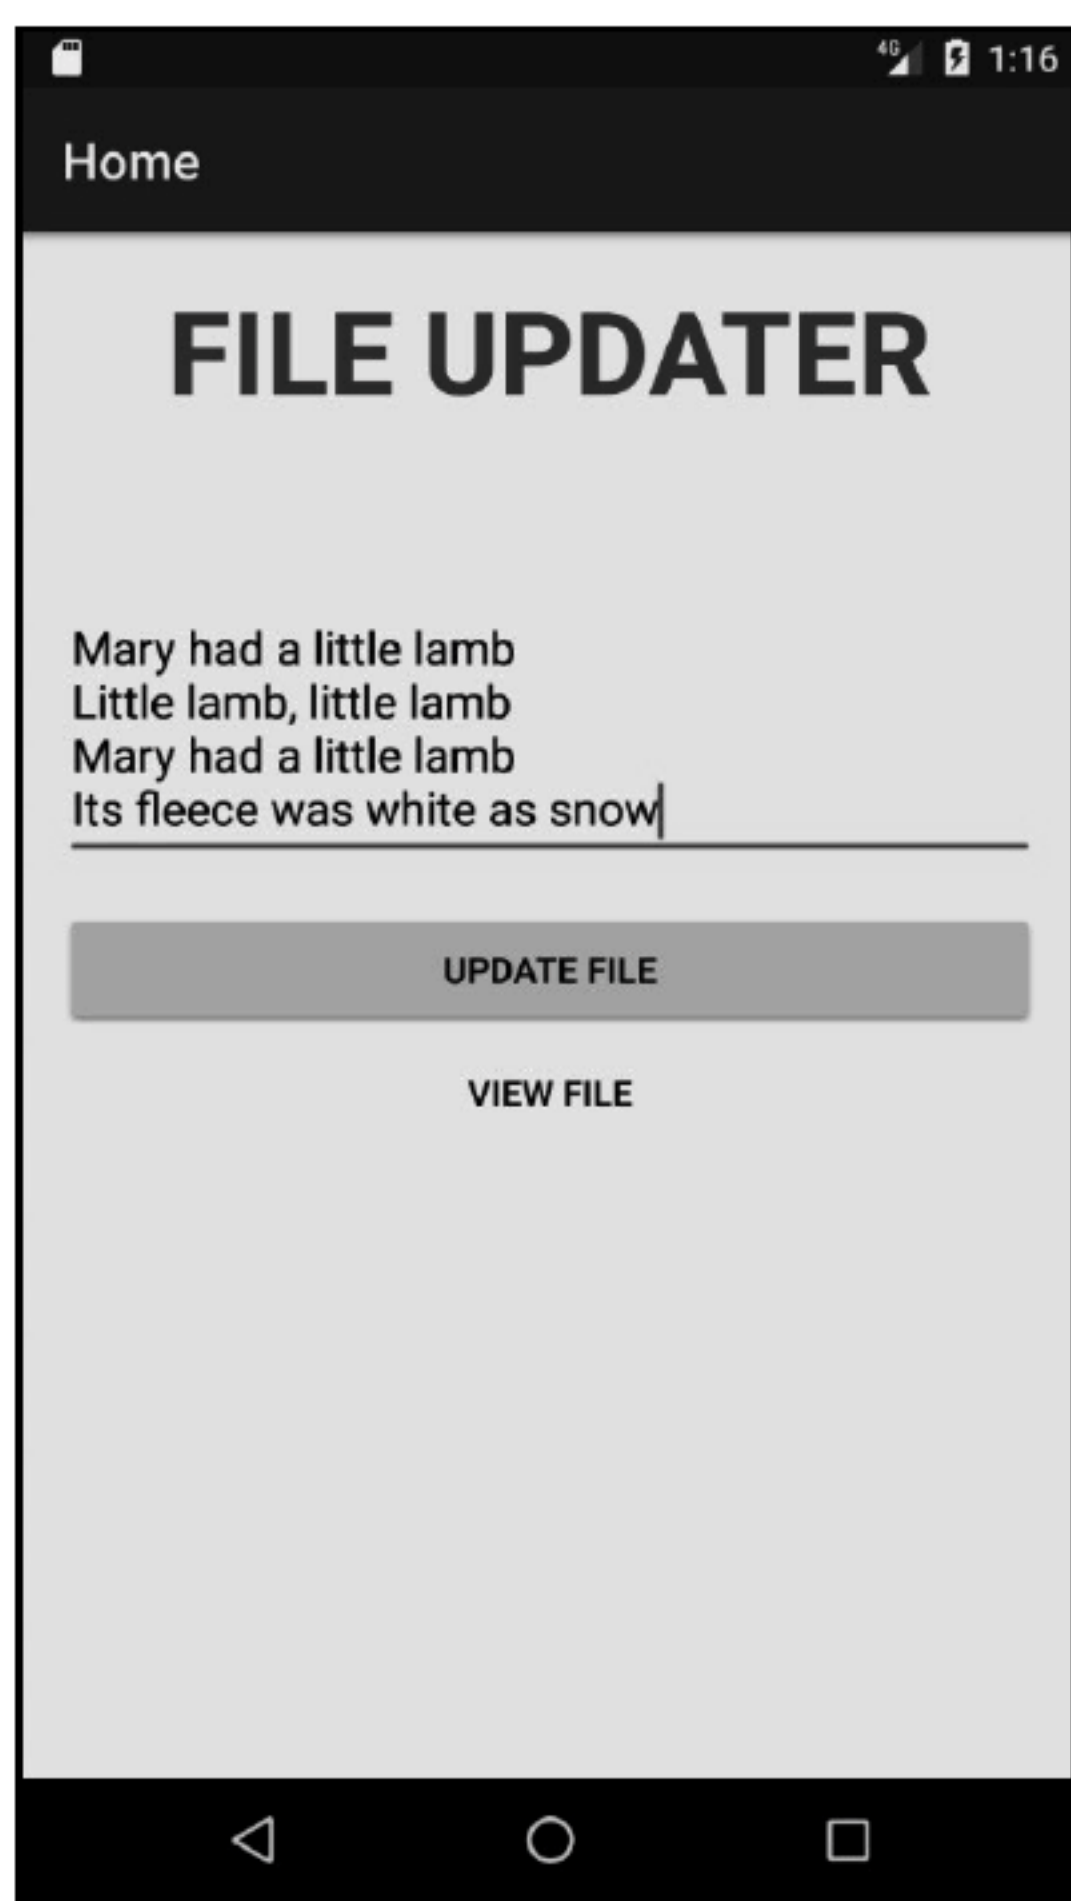 4G 1:16
Home
FILE UPDATER
Mary had a little lamb
Little lamb, little lamb
Mary had a little lamb
Its fleece was white as snow
UPDATE FILE
VIEW FILE